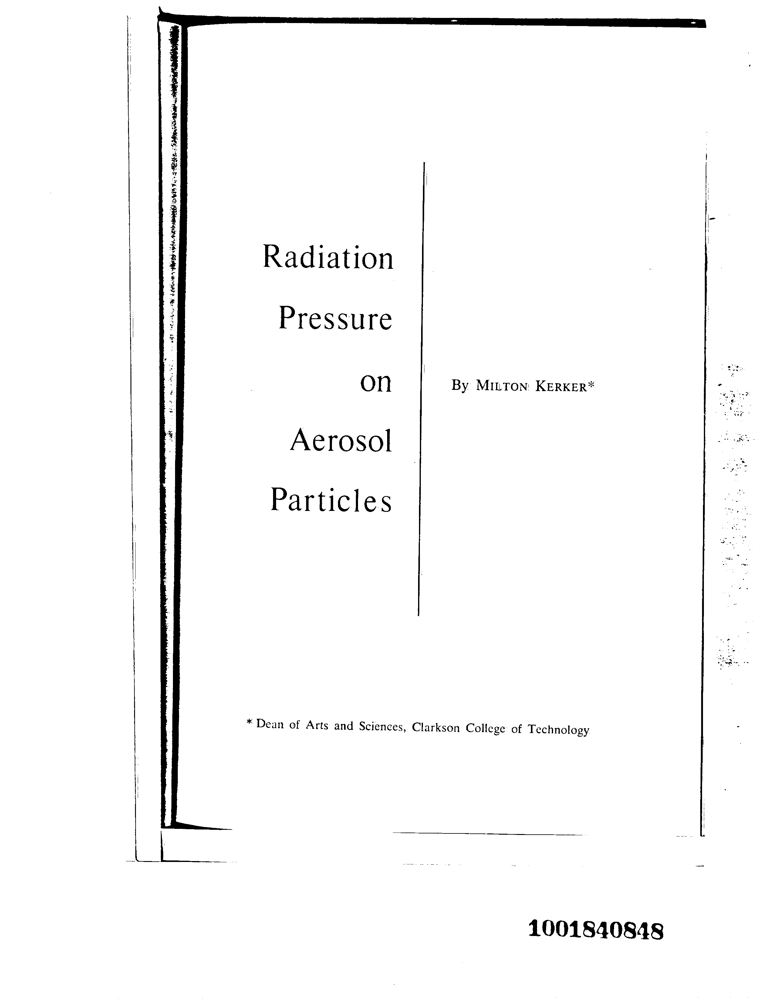 Radiation
Pressure
on
Aerosol
Particles
By MILTON KERKER*
* Dean of Arts and Sciences, Clarkson College of Technology
1001840848